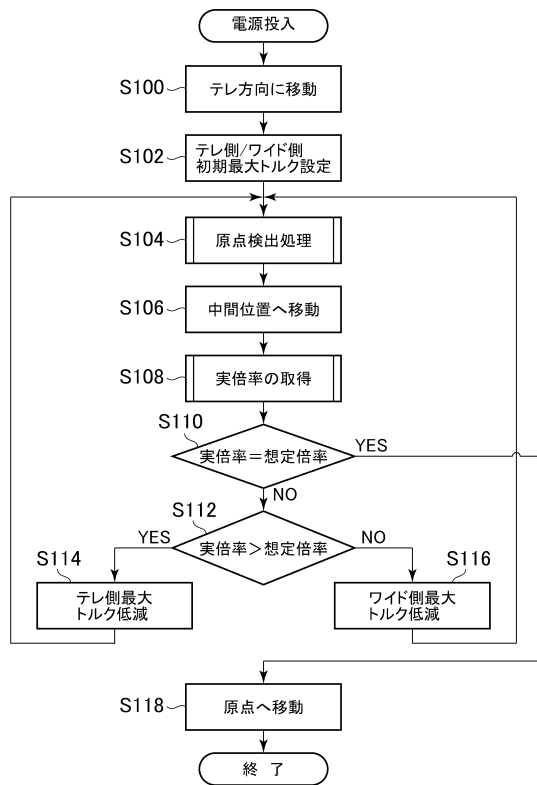 電源投入
S100
テレ方向に移動
S102
テレ側/ワイド側
初期最大トルク設定
S104
原点検出処理
S106
中間位置へ移動
S108
実倍率の取得
S110
実倍率＝想定倍率
YES
NO
S112
実倍率＞想定倍率
YES
NO
S114
テレ側最大
トルク低減
S116
ワイド側最大
トルク低減
S118
原点へ移動
終 了